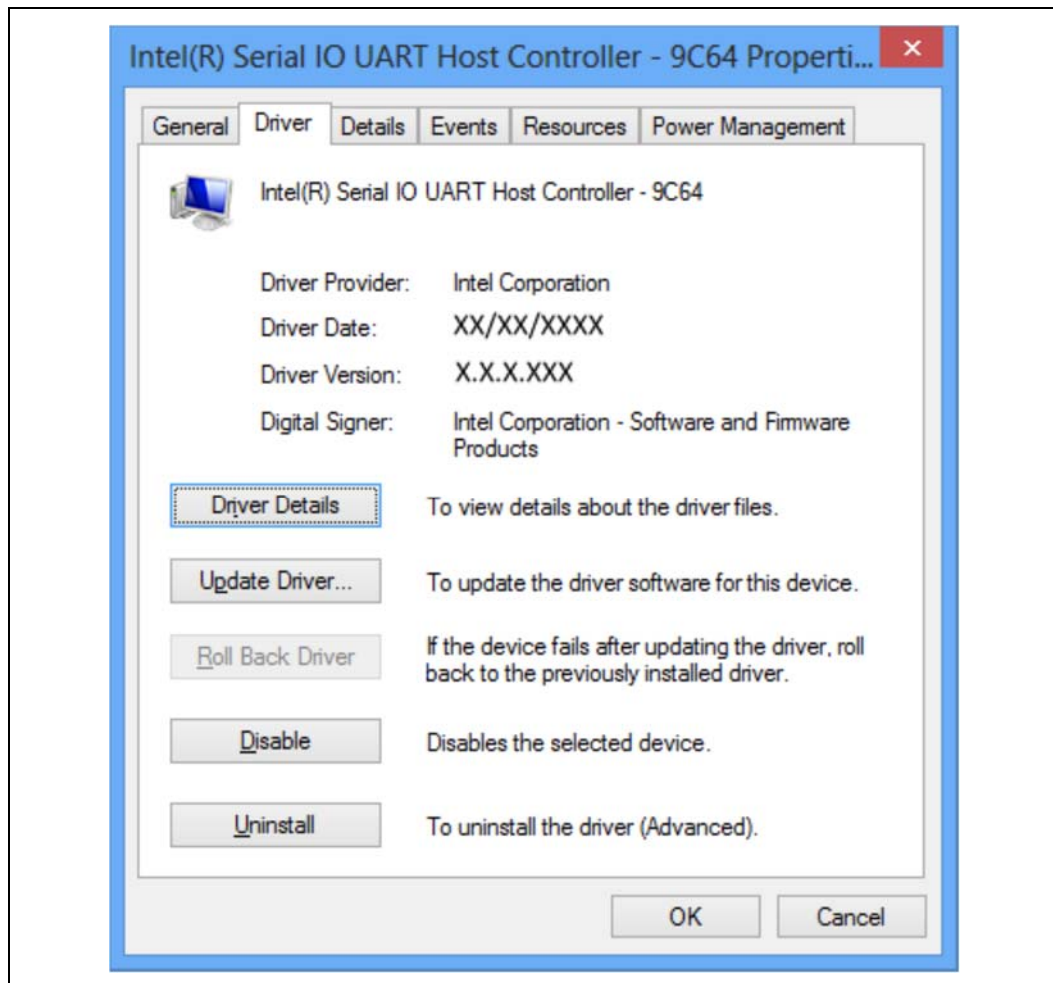 Intel(R) Serial IO UART Host Controller - 9C64 Properti...
×
General Driver Details Events Resources Power Management
Intel(R) Serial IO UART Host Controller - 9C64
Driver Provider: Intel Corporation
Driver Date: XX/XX/XXXX
Driver Version: X.X.X.XXX
Digital Signer: Intel Corporation - Software and Firmware
Products
Driver Details To view details about the driver files.
Update Driver... To update the driver software for this device.
Roll Back Driver If the device fails after updating the driver, roll
back to the previously installed driver.
Disable Disables the selected device.
Uninstall To uninstall the driver (Advanced).
OK Cancel